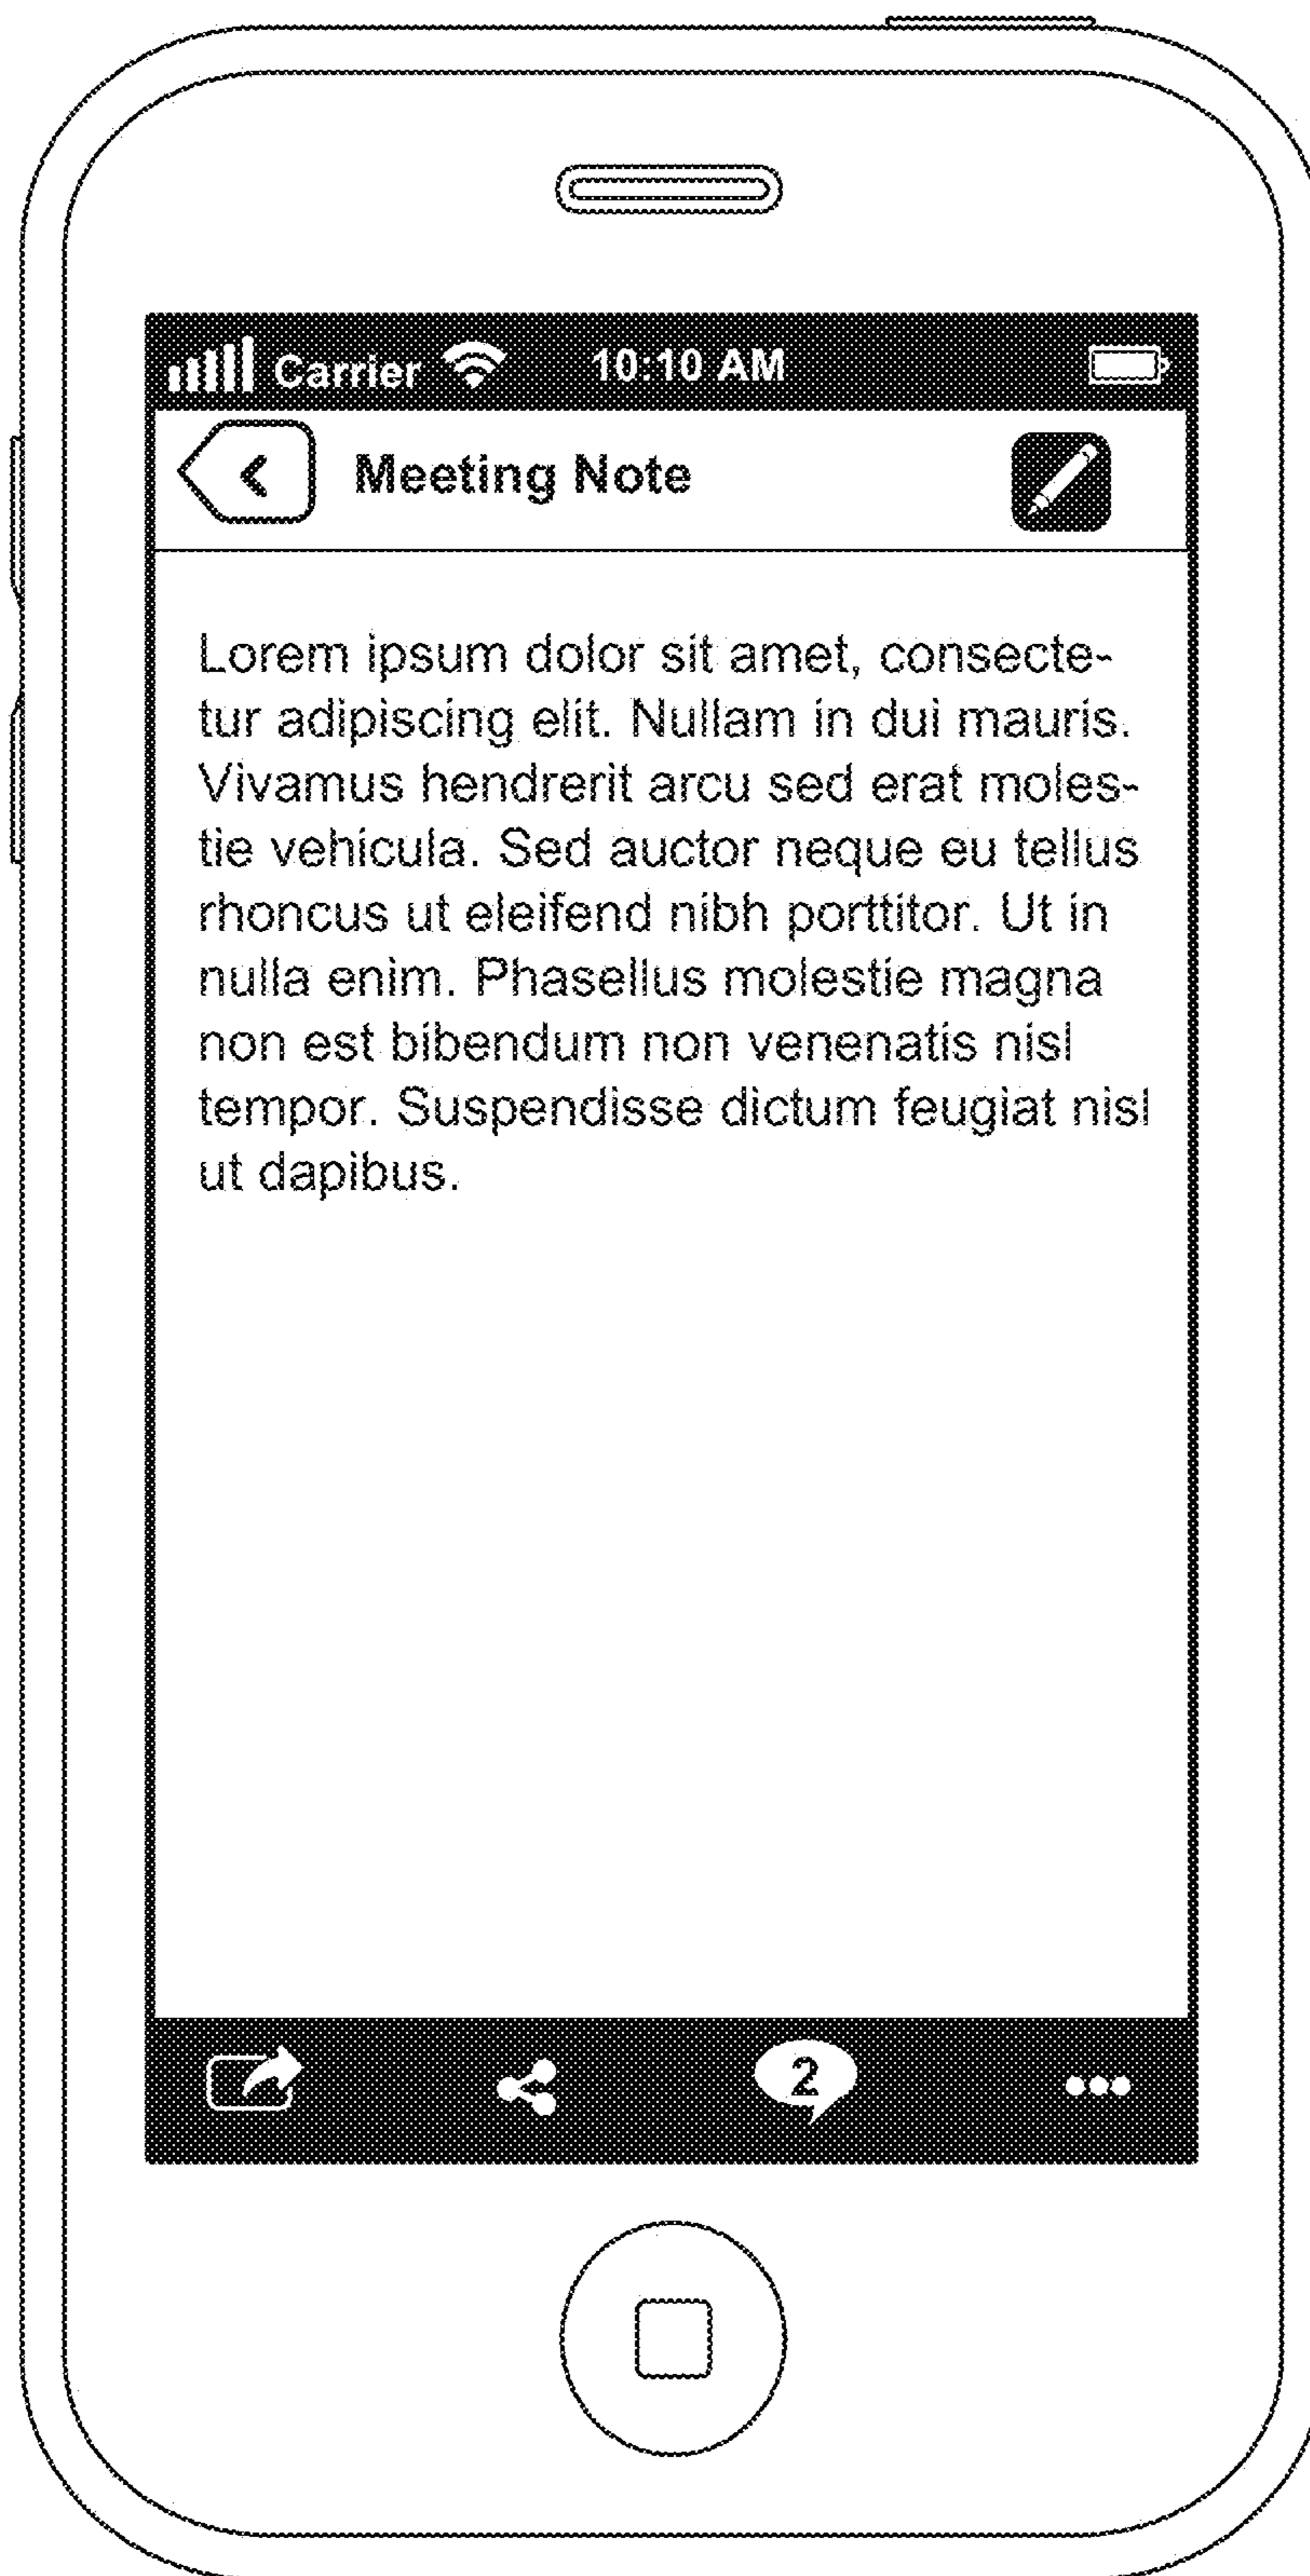 Carrier 10:10 AM
Meeting Note
Lorem ipsum dolor sit amet, consecte-
tur adipiscing elit. Nullam in dui mauris.
Vivamus hendrerit arcu sed erat moles-
tie vehicula. Sed auctor neque eu tellus
rhoncus ut eleifend nibh porttitor. Ut in
nulla enim. Phasellus molestie magna
non est bibendum non venenatis nisl
tempor. Suspendisse dictum feugiat nisl
ut dapibus.
2